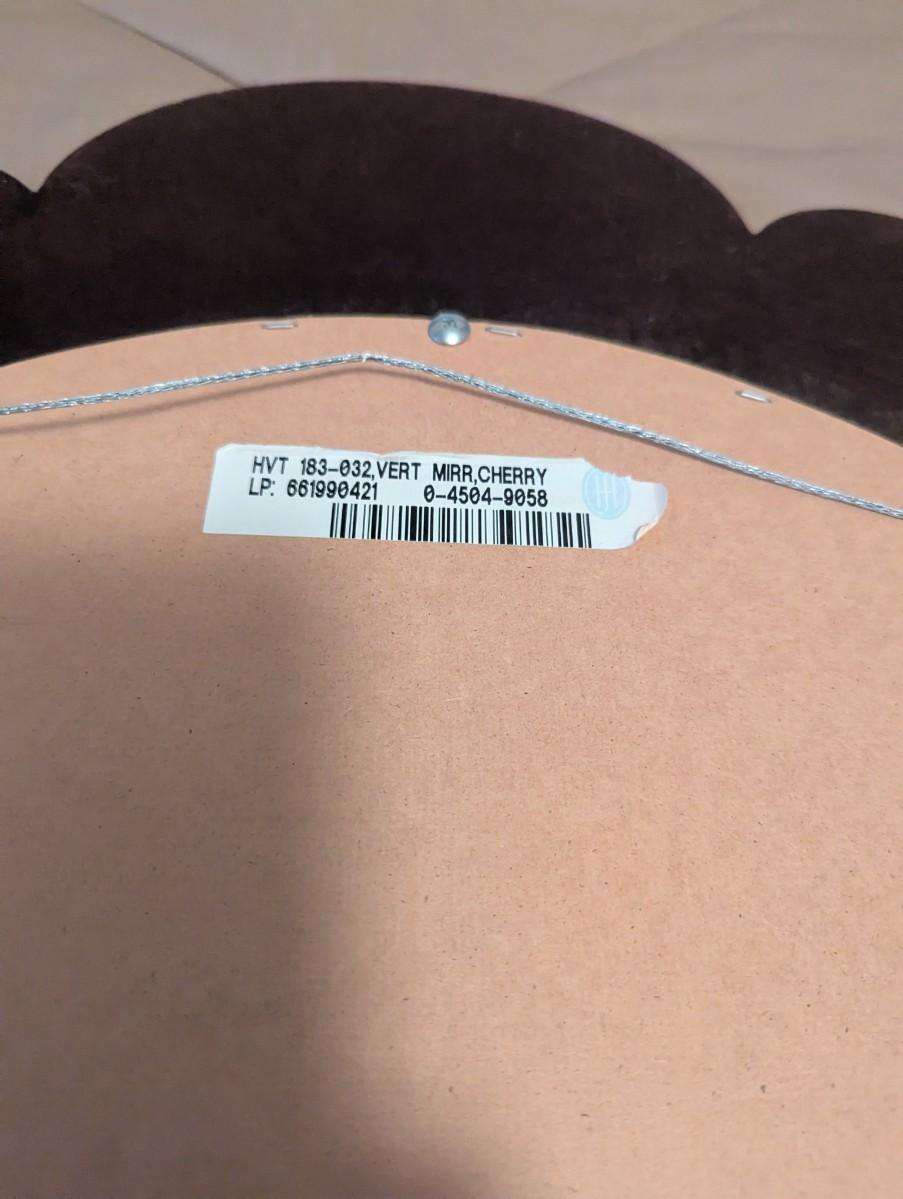 HVT 183-032,VERT MIRR,CHERRY
LP: 661990421 0-4504-9058